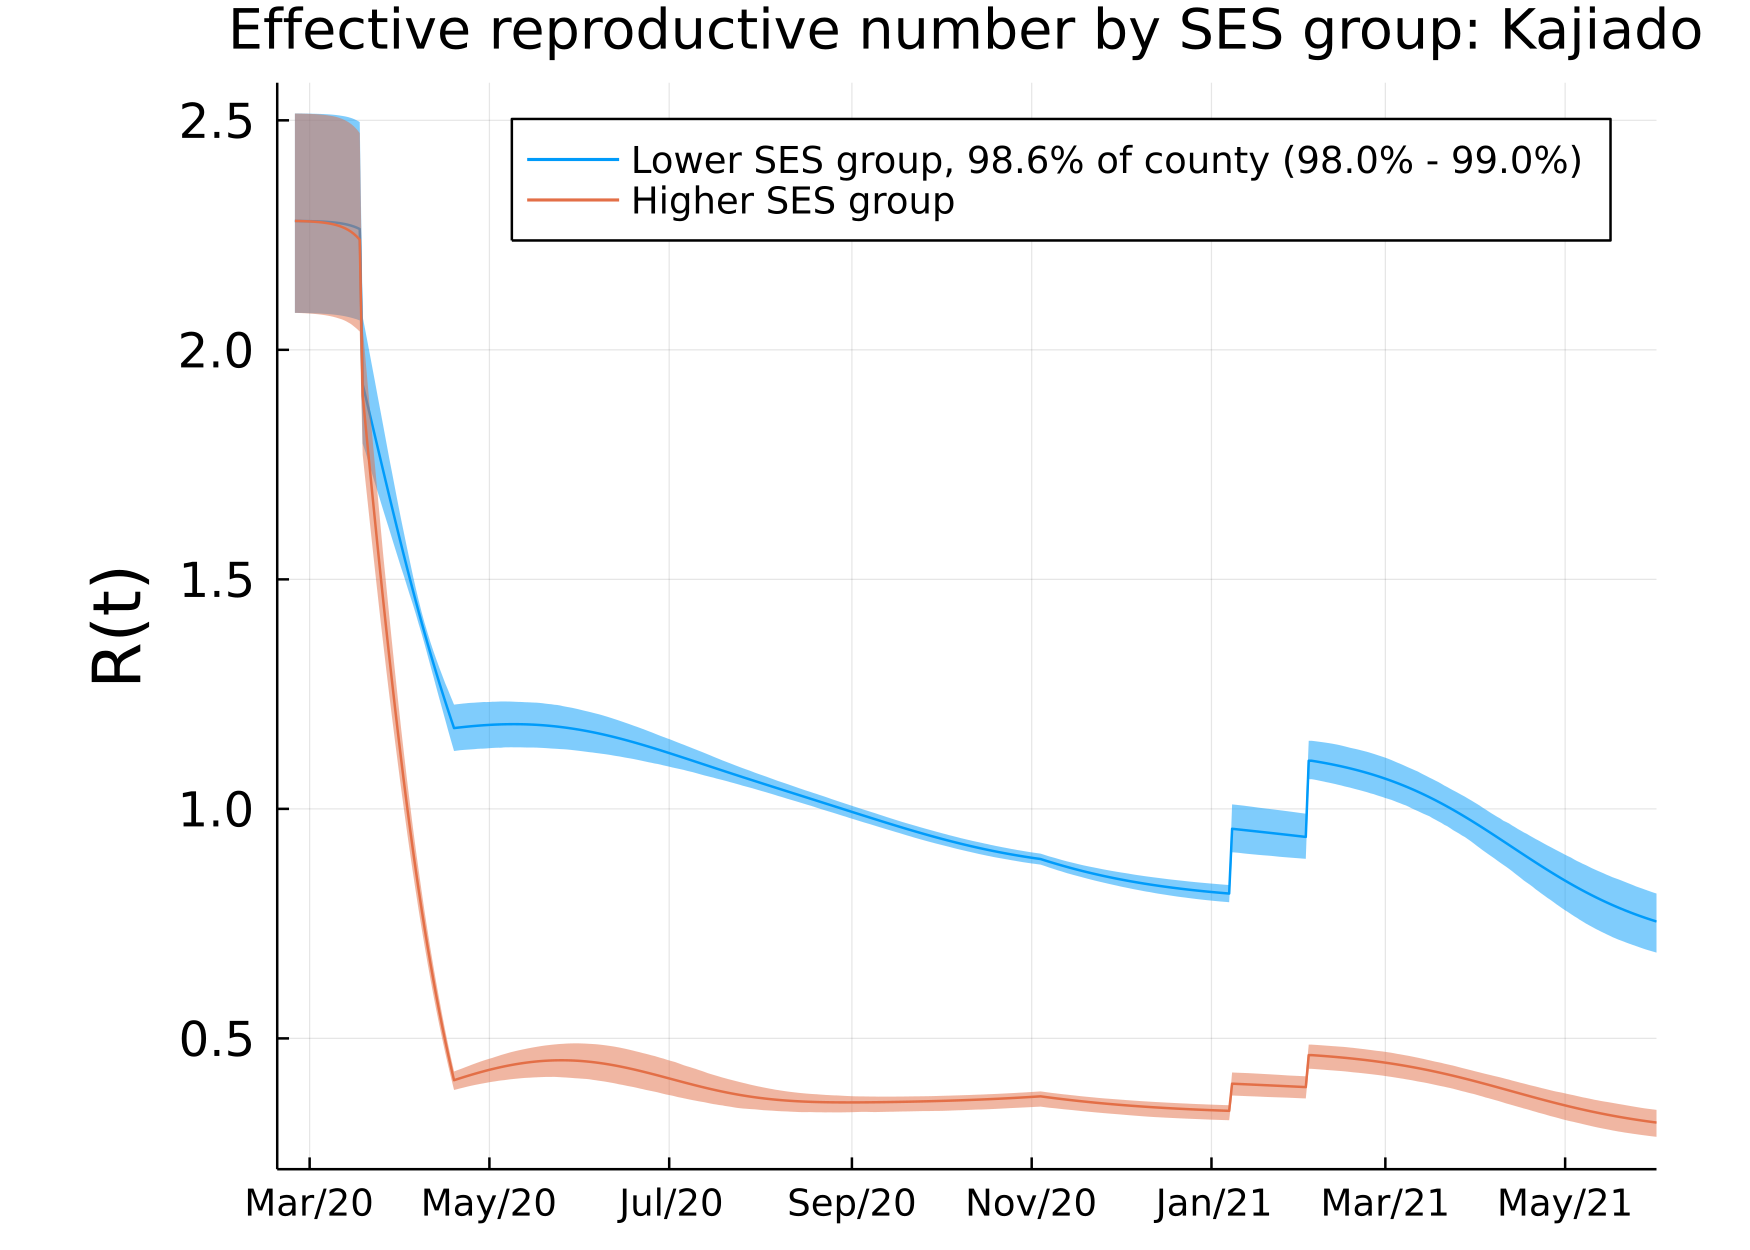 Effective reproductive number by SES group: Kajiado
Lower SES group, 98.6% of county (98.0% - 99.0%)
Higher SES group
R(t)
2.5
2.0
1.5
1.0
0.5
Mar/20 May/20 Jul/20 Sep/20 Nov/20 Jan/21 Mar/21 May/21